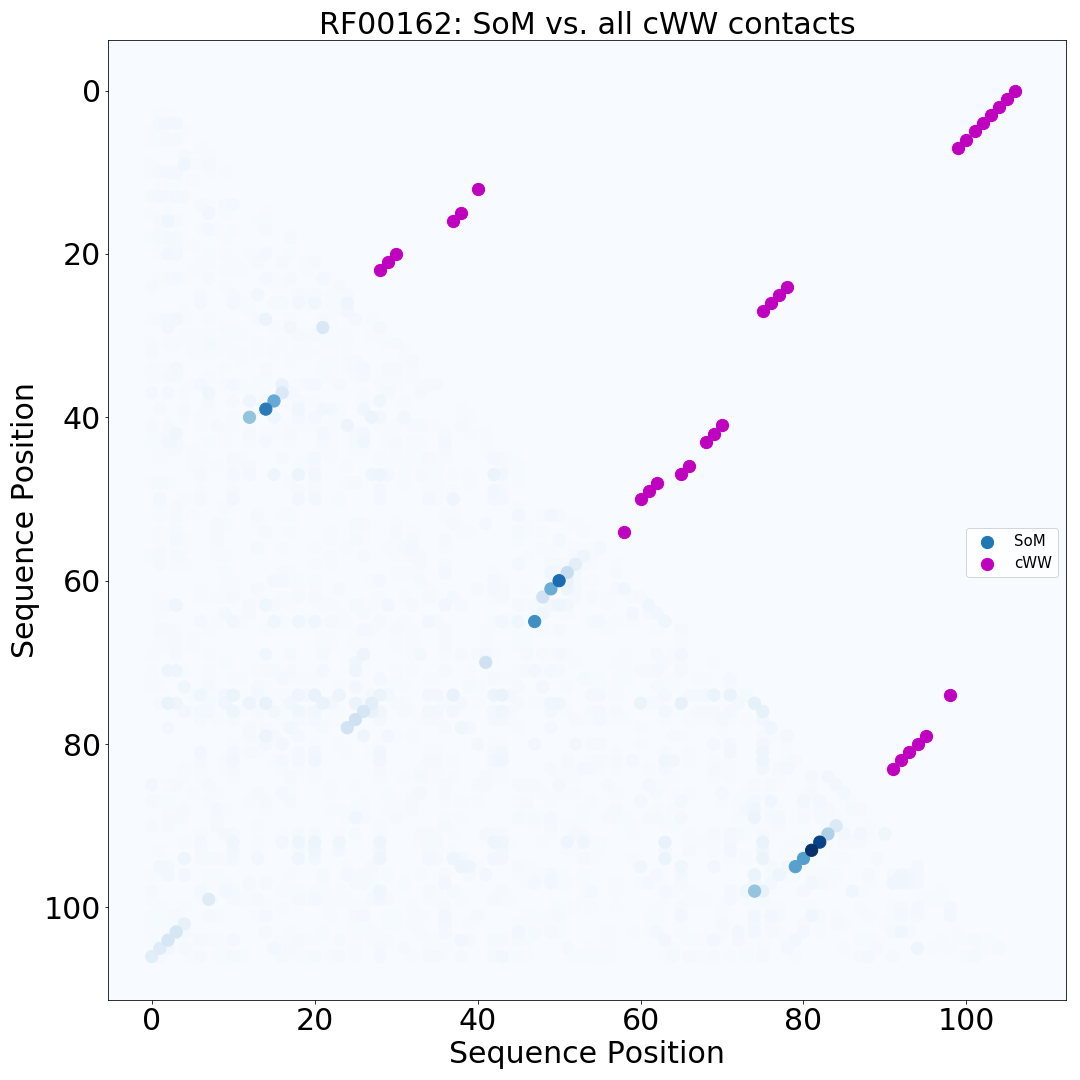 RF00162: SoM vs. all cWW contacts
0
20
40
60
80
100
Sequence Position
SoM
cWW
0 20 40 60 80 100
Sequence Position